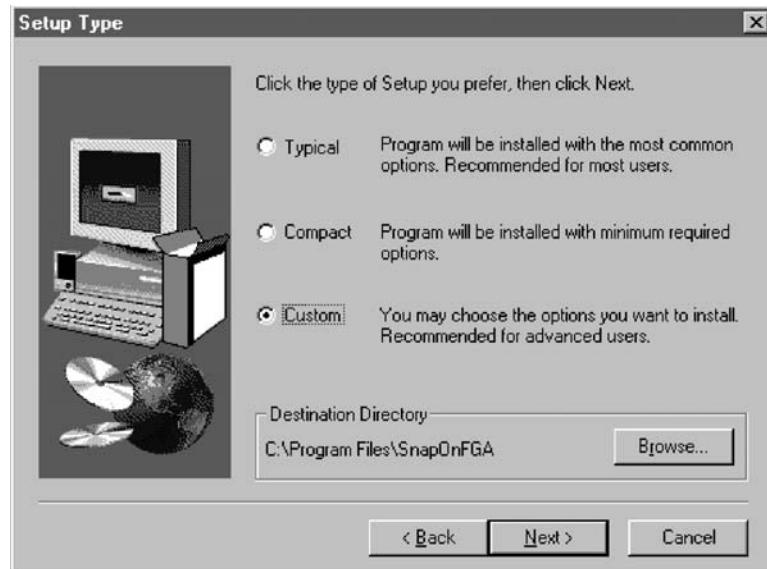 Setup Type
Click the type of Setup you prefer, then click Next.
Typical
Program will be installed with the most common
options. Recommended for most users.
Compact
Program will be installed with minimum required
options.
Custom
You may choose the options you want to install.
Recommended for advanced users.
Destination Directory
C:\Program Files\SnapOnFGA
Browse...
< Back
Next >
Cancel